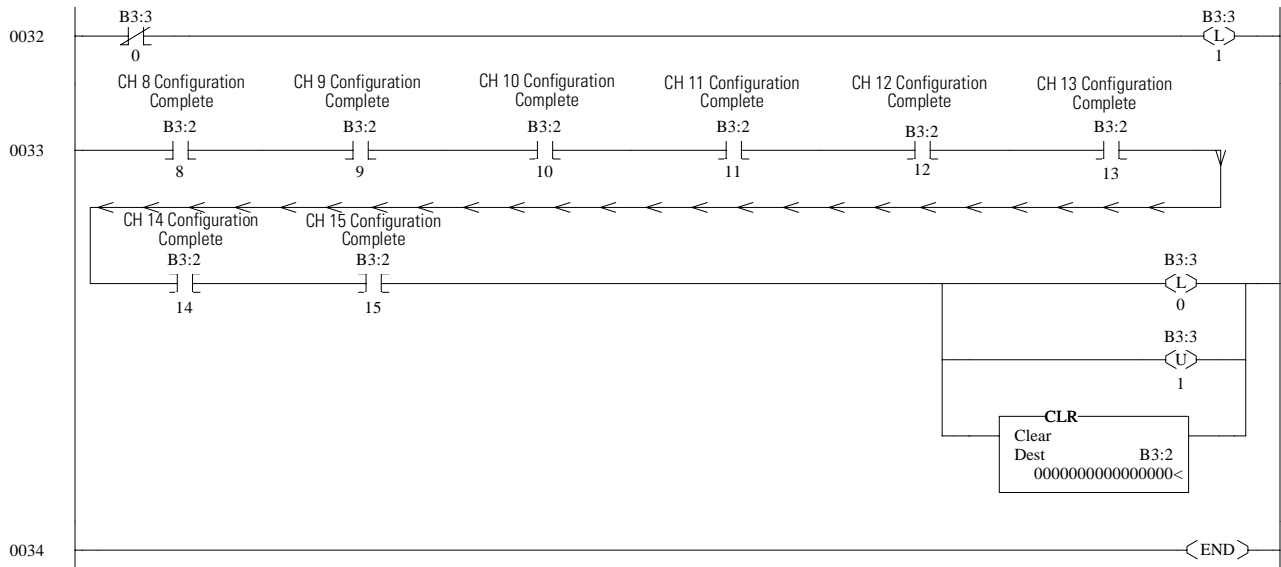 B3:3 B3:3
0032 L
0 1
CH 8 Configuration CH 9 Configuration CH 10 Configuration CH 11 Configuration CH 12 Configuration CH 13 Configuration
Complete Complete Complete Complete Complete Complete
B3:2 B3:2 B3:2 B3:2 B3:2 B3:2
0033
8 9 10 11 12 13
CH 14 Configuration CH 15 Configuration
Complete Complete
B3:2 B3:2 B3:3
L
14 15 0
B3:3
U
1
CLR
Clear
Dest B3:2
0000000000000000<
0034 END